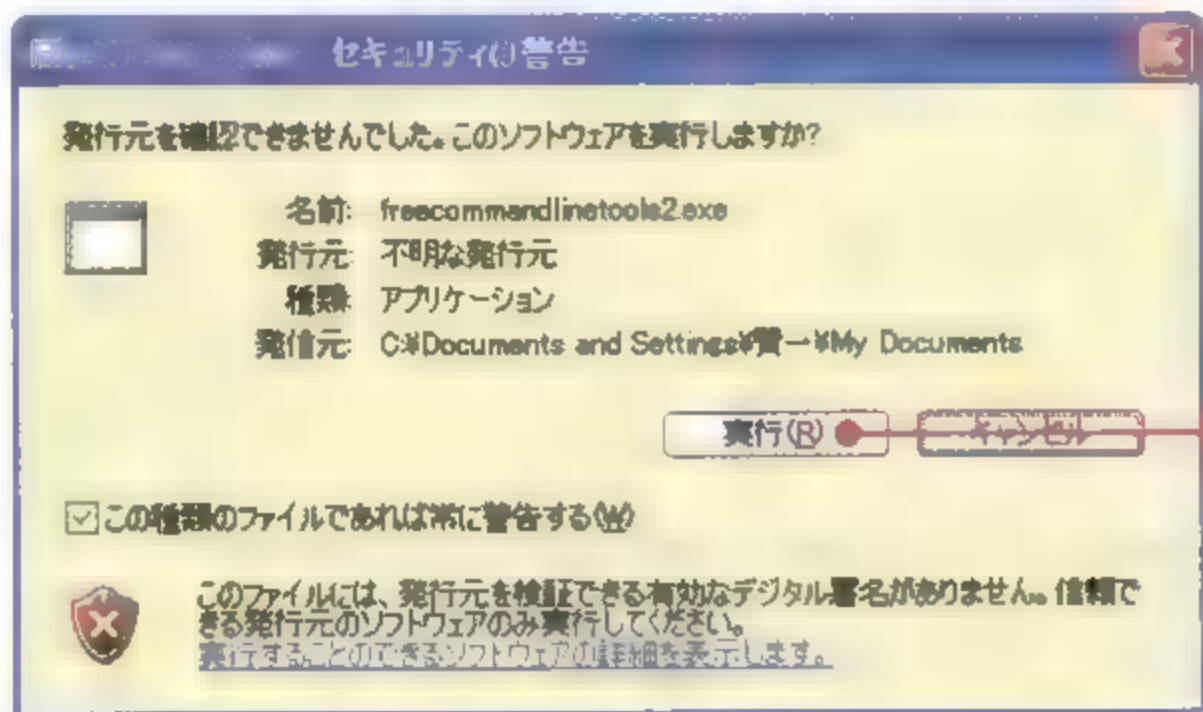 セキュリティの警告
発行元を確認できませんでした。このソフトウェアを実行しますか?
名前: freecommandlinetools2.exe
発行元: 不明な発行元
種類: アプリケーション
発信元: C:¥Documents and Settings¥賢一¥My Documents
実行(R) キャンセル
この種類のファイルであれば常に警告する(W)
このファイルには、発行元を検証できる有効なデジタル署名がありません。信頼で
きる発行元のソフトウェアのみ実行してください。
実行することのできるソフトウェアの詳細を表示します。